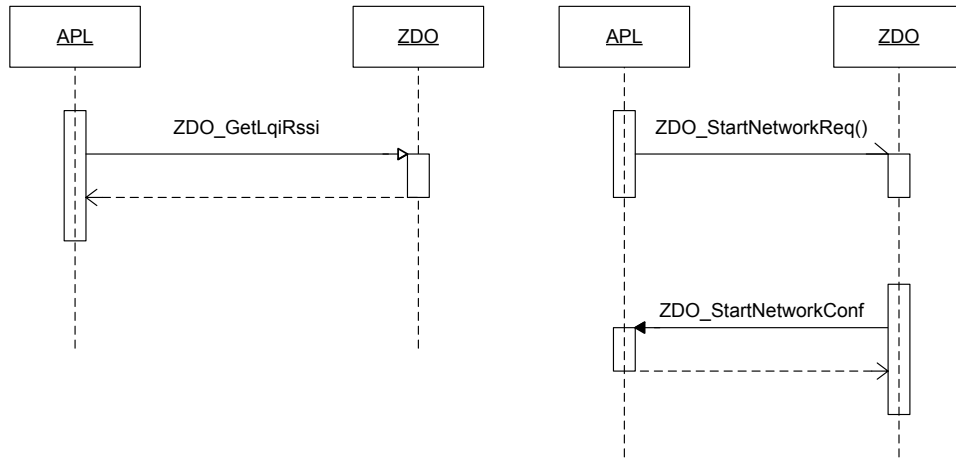 APL
ZDO
ZDO_GetLqiRssi
APL
ZDO
ZDO_StartNetworkReq()
ZDO_StartNetworkConf